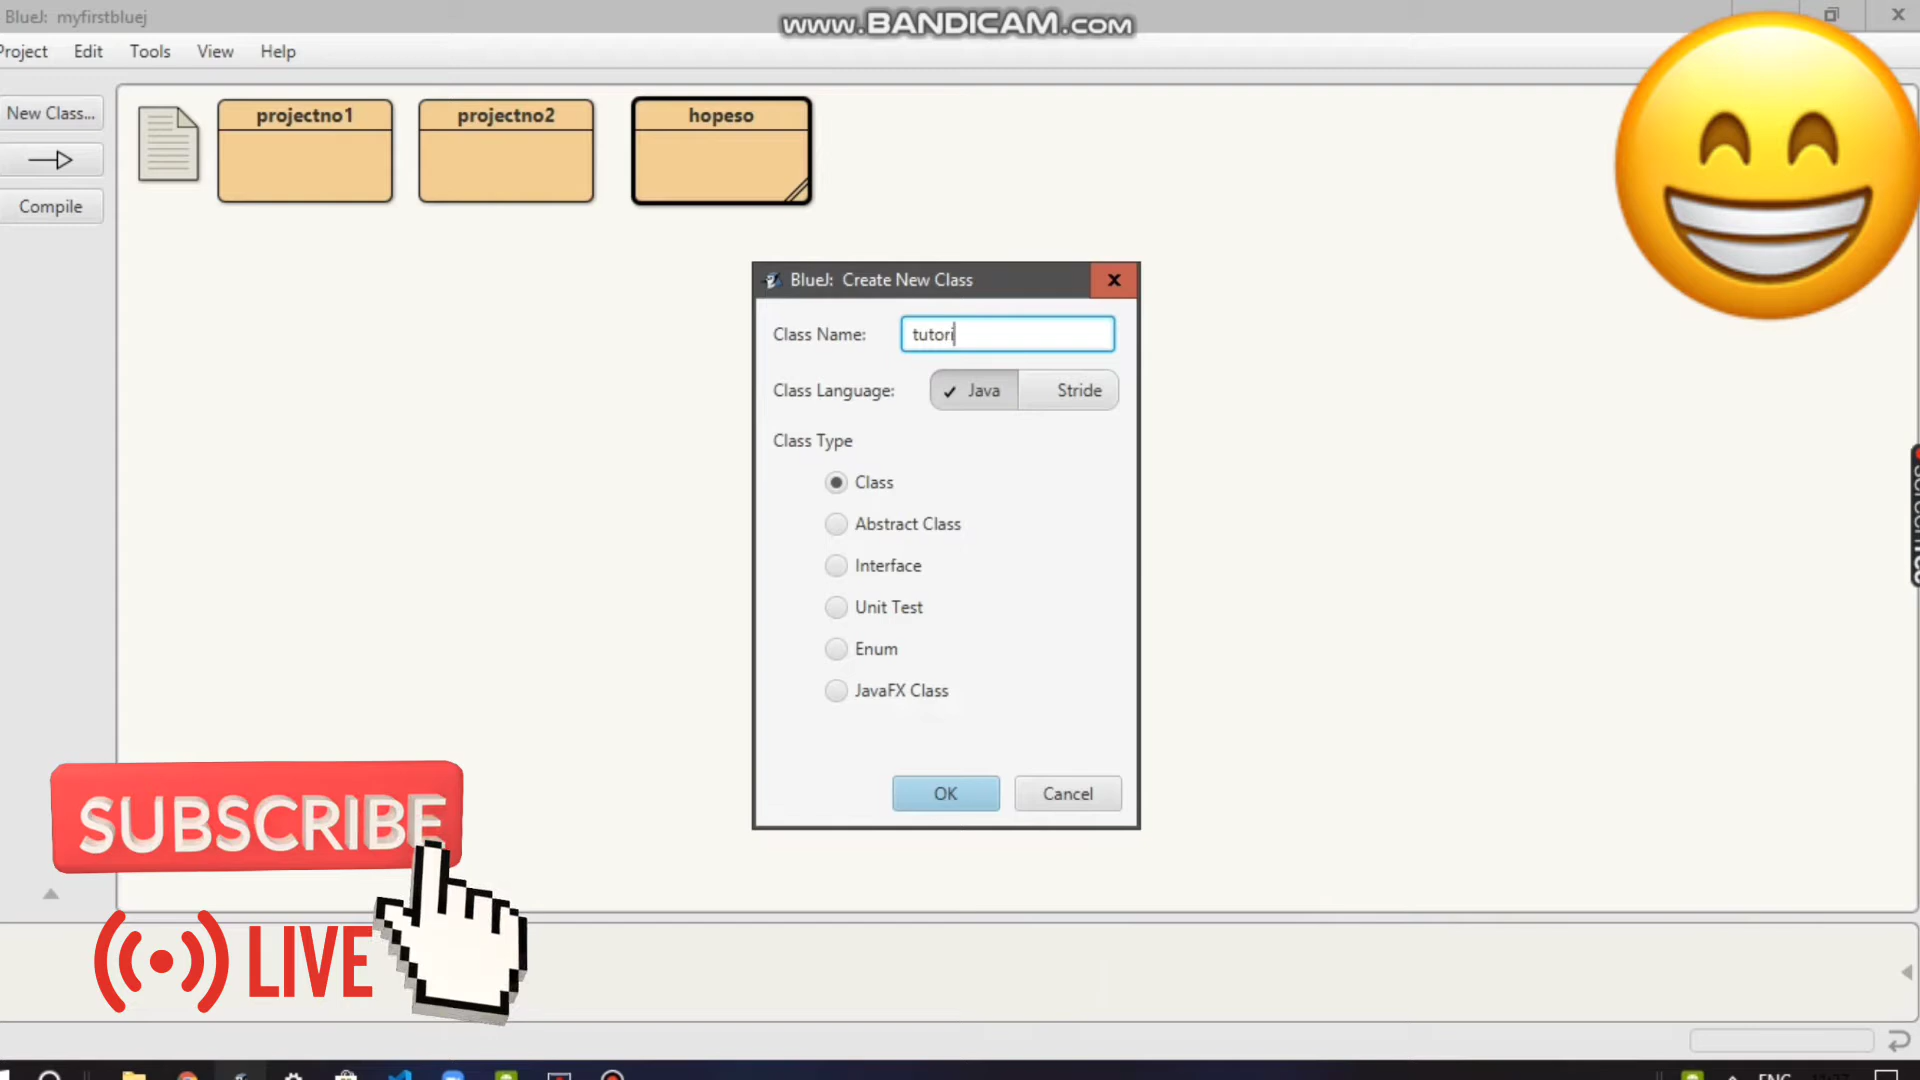 BlueJ: myfirstbluej
www.BANDICAM.com
Project Edit Tools View Help
New Class...
Compile
projectno1
projectno2
hopeso
BlueJ: Create New Class
Class Name: tutori
Class Language: Java Stride
Class Type
Class
Abstract Class
Interface
Unit Test
Enum
JavaFX Class
OK Cancel
SUBSCRIBE
LIVE
ENG